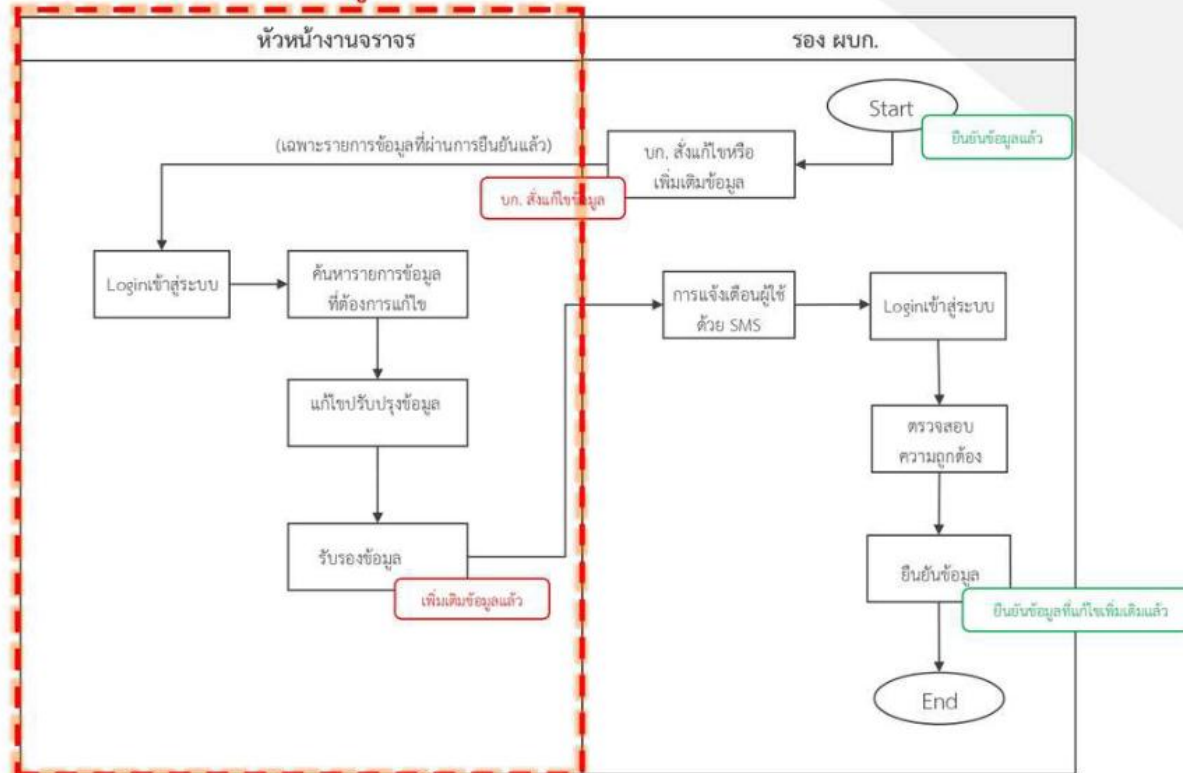 หัวหน้างานจราจร
รอง ผบก.
Start
ยืนยันข้อมูลแล้ว
(เฉพาะรายการข้อมูลที่ผ่านการยืนยันแล้ว)
บก. สั่งแก้ไขหรือ
เพิ่มเติมข้อมูล
บก. สั่งแก้ไขข้อมูล
Loginเข้าสู่ระบบ
ค้นหารายการข้อมูล
ที่ต้องการแก้ไข
การแจ้งเตือนผู้ใช้
ด้วย SMS
Loginเข้าสู่ระบบ
แก้ไขปรับปรุงข้อมูล
ตรวจสอบ
ความถูกต้อง
รับรองข้อมูล
เพิ่มเติมข้อมูลแล้ว
ยืนยันข้อมูล
ยืนยันข้อมูลที่แก้ไขเพิ่มเติมแล้ว
End